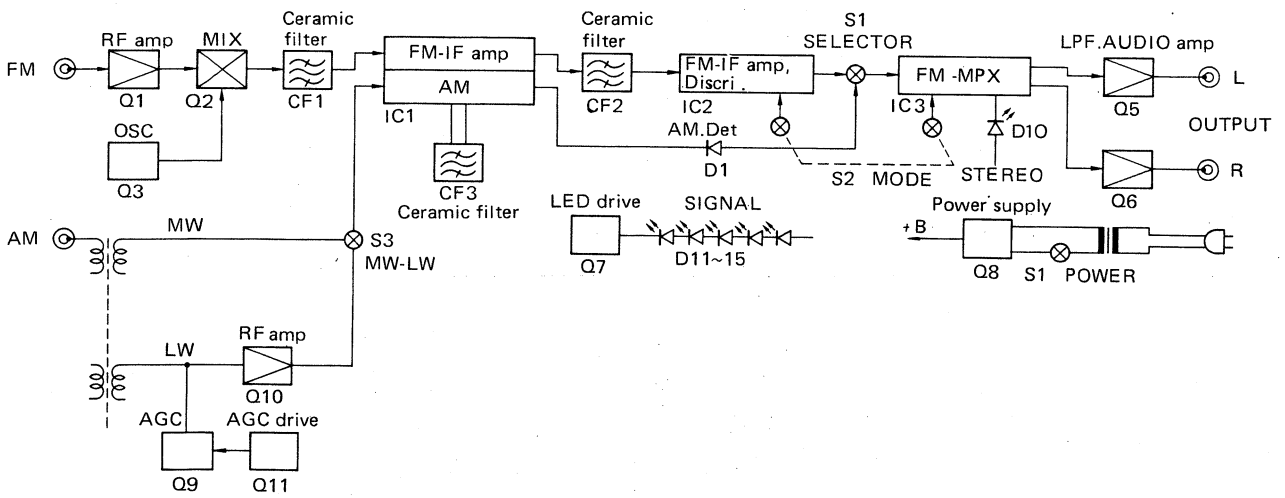 Ceramic
filter
RF amp
MIX
FM
Q1
Q2
CF1
OSC
Q3
FM-IF amp
AM
IC1
CF3
Ceramic filter
Ceramic
filter
CF2
FM-IF amp,
Discri.
IC2
S1
SELECTOR
AM.Det
D1
FM-MPX
IC3
D10
STEREO
S2 MODE
LPF.AUDIO amp
Q5
L
OUTPUT
R
Q6
AM
MW
S3
MW-LW
LED drive
Q7
SIGNAL
D11~15
Power supply
+B
Q8
S1
POWER
LW
RF amp
Q10
AGC
AGC drive
Q9
Q11